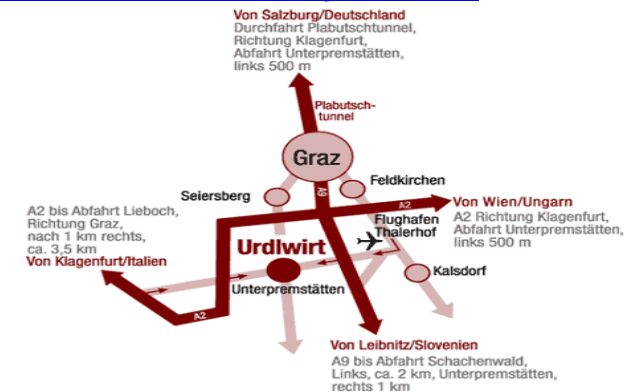 Von Salzburg/Deutschland
Durchfahrt Plabutschtunnel,
Richtung Klagenfurt,
Abfahrt Unterpremstätten,
links 500 m
Plabutsch-
tunnel
Graz
A9
Feldkirchen
Seiersberg
A2
Von Wien/Ungarn
A2 Richtung Klagenfurt,
Abfahrt Unterpremstätten,
links 500 m
A2 bis Abfahrt Lieboch,
Richtung Graz,
nach 1 km rechts,
ca. 3,5 km
Von Klagenfurt/Italien
Flughafen
Thalerhof
Urdlwirt
Kalsdorf
Unterpremstätten
A2
Von Leibnitz/Slovenien
A9 bis Abfahrt Schachenwald,
Links, ca. 2 km, Unterpremstätten,
rechts 1 km